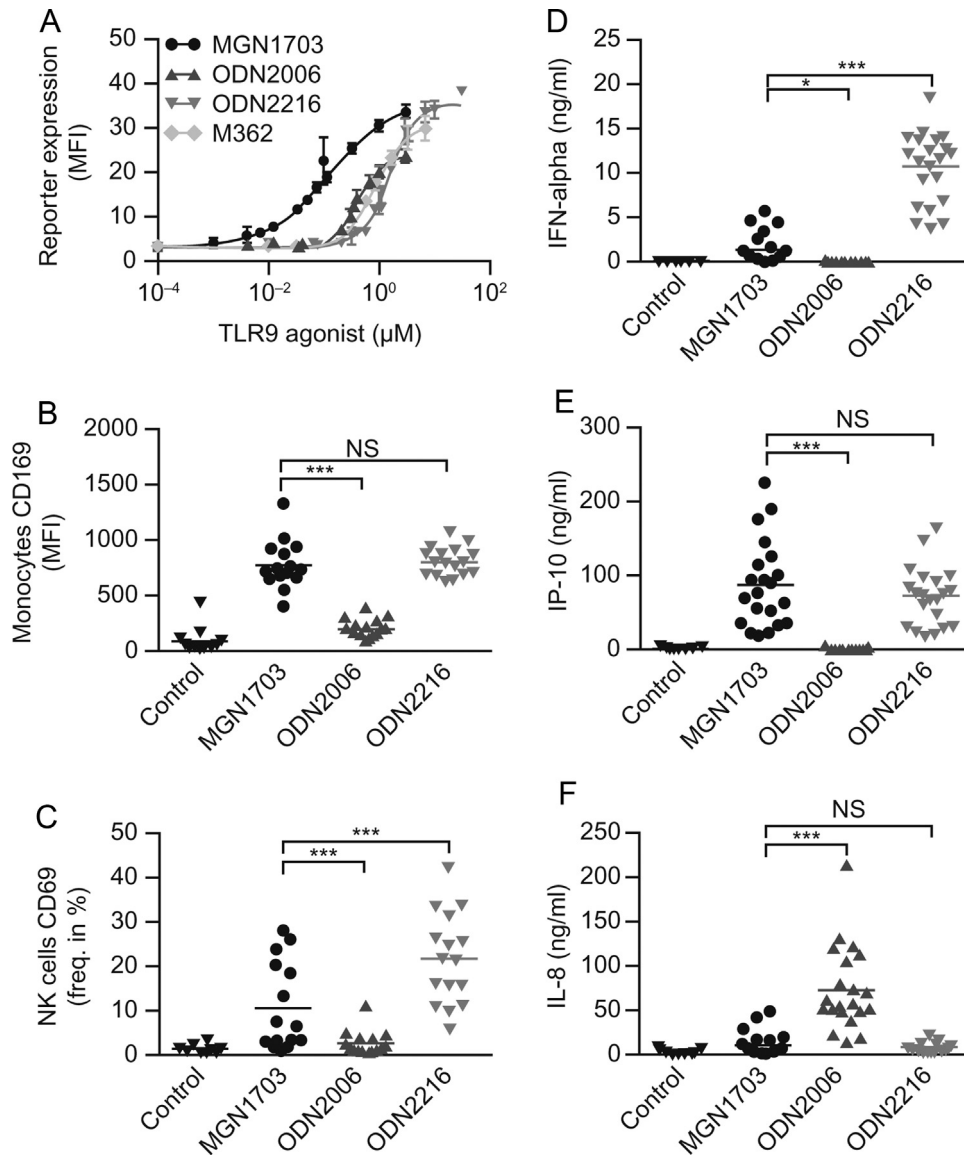 A
Reporter expression
(MFI)
50
40
30
20
10
0
MGN1703
ODN2006
ODN2216
M362
10⁻⁴
10⁻²
10⁰
10²
TLR9 agonist (µM)
B
Monocytes CD169
(MFI)
2000
1500
1000
500
0
NS
***
Control
MGN1703
ODN2006
ODN2216
C
NK cells CD69
(freq. in %)
50
40
30
20
10
0
***
***
Control
MGN1703
ODN2006
ODN2216
D
IFN-alpha (ng/ml)
25
20
15
10
5
0
***
*
Control
MGN1703
ODN2006
ODN2216
E
IP-10 (ng/ml)
300
200
100
0
NS
***
Control
MGN1703
ODN2006
ODN2216
F
IL-8 (ng/ml)
250
200
150
100
50
0
NS
***
Control
MGN1703
ODN2006
ODN2216